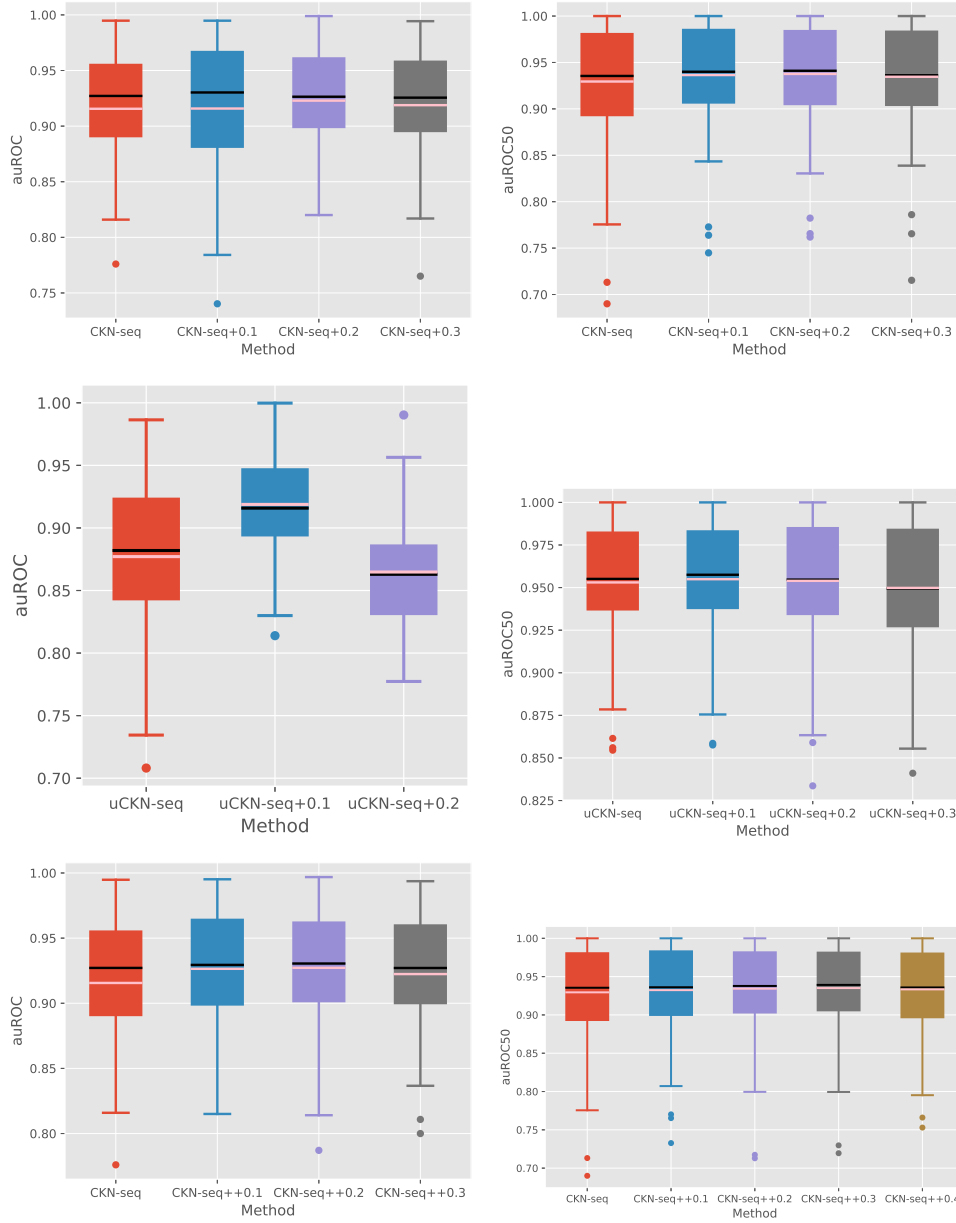 1.00
0.95
0.90
0.85
0.80
0.75
auROC
CKN-seq CKN-seq+0.1 CKN-seq+0.2 CKN-seq+0.3
Method
1.00
0.95
0.90
0.85
0.80
0.75
0.70
auROC50
CKN-seq CKN-seq+0.1 CKN-seq+0.2 CKN-seq+0.3
Method
1.00
0.95
0.90
0.85
0.80
0.75
0.70
auROC
uCKN-seq uCKN-seq+0.1 uCKN-seq+0.2
Method
1.000
0.975
0.950
0.925
0.900
0.875
0.850
0.825
auROC50
uCKN-seq uCKN-seq+0.1 uCKN-seq+0.2 uCKN-seq+0.3
Method
1.00
0.95
0.90
0.85
0.80
auROC
CKN-seq CKN-seq++0.1 CKN-seq++0.2 CKN-seq++0.3
Method
1.00
0.95
0.90
0.85
0.80
0.75
0.70
auROC50
CKN-seq CKN-seq++0.1 CKN-seq++0.2 CKN-seq++0.3 CKN-seq++0.4
Method